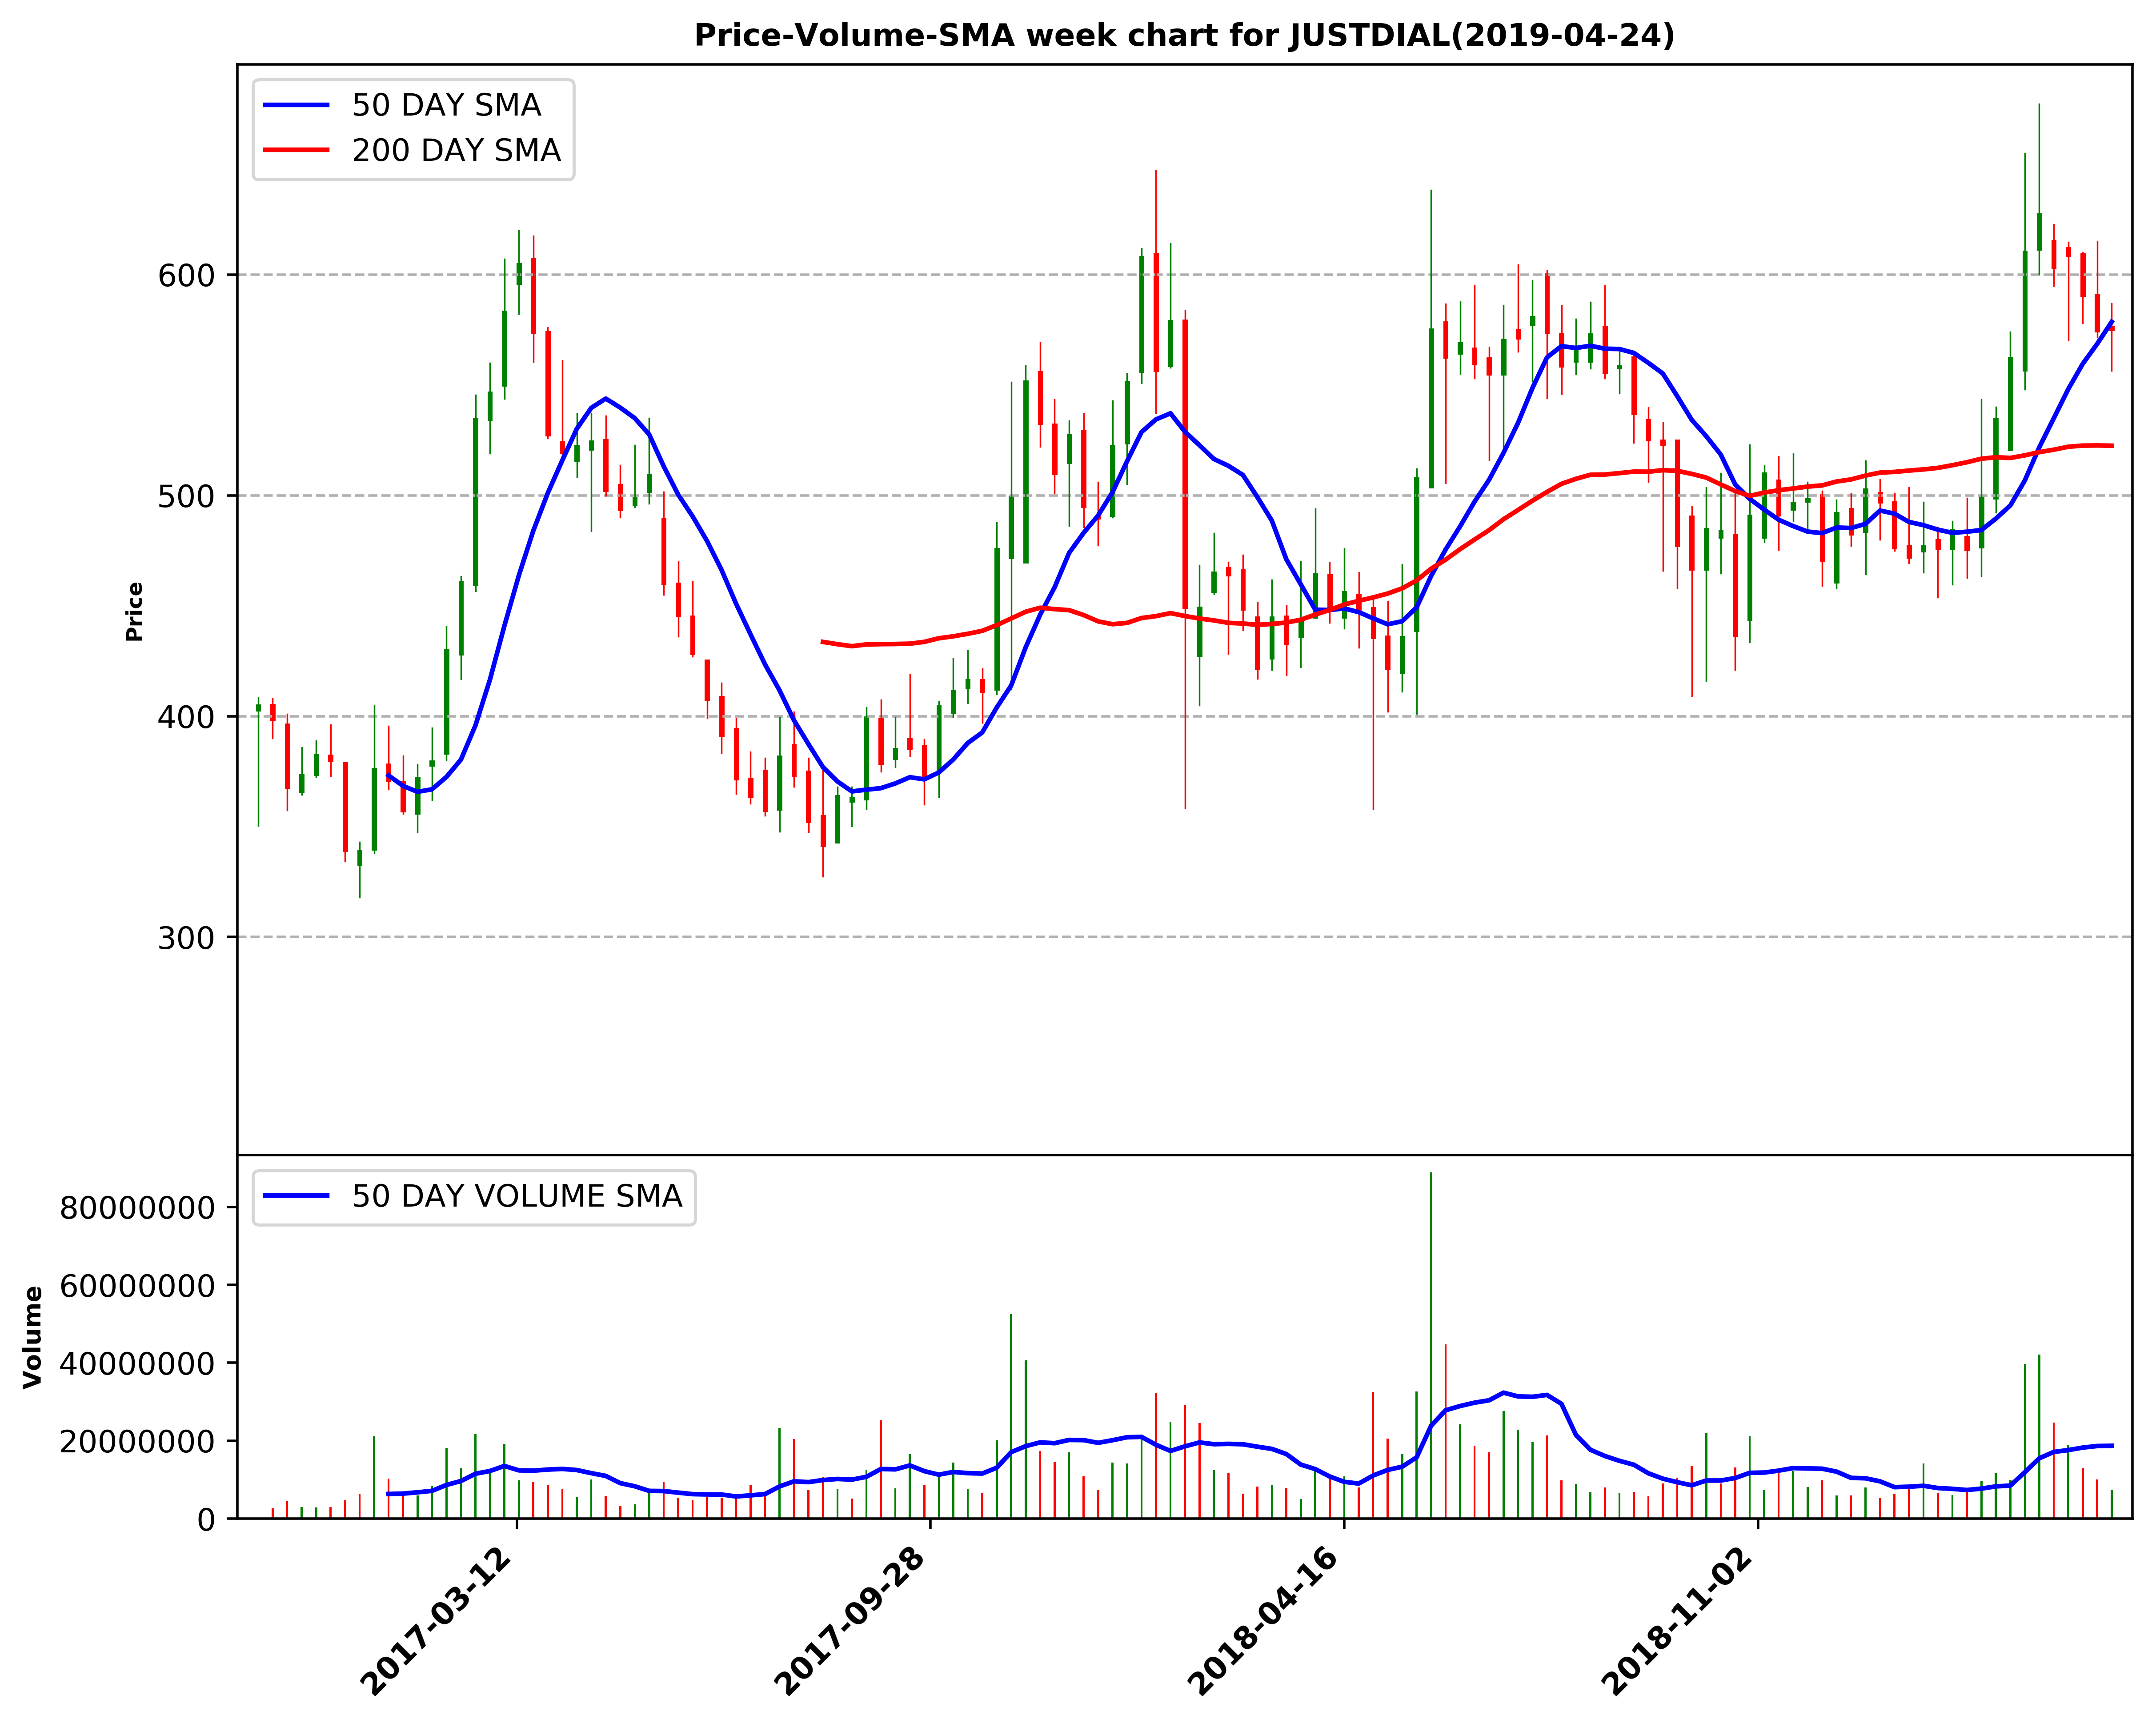 Price-Volume-SMA week chart for JUSTDIAL(2019-04-24)
50 DAY SMA
200 DAY SMA
600
500
400
300
Price
50 DAY VOLUME SMA
80000000
60000000
40000000
20000000
0
Volume
2017-03-12
2017-09-28
2018-04-16
2018-11-02